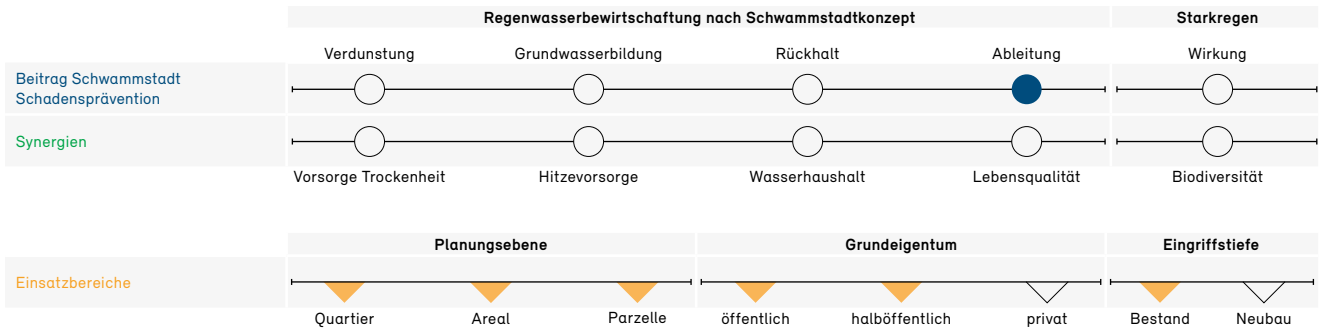 Regenwasserbewirtschaftung nach Schwammstadtkonzept
Starkregen
Verdunstung
Grundwasserbildung
Rückhalt
Ableitung
Wirkung
Beitrag Schwammstadt
Schadensprävention
Synergien
Vorsorge Trockenheit
Hitzevorsorge
Wasserhaushalt
Lebensqualität
Biodiversität
Planungsebene
Grundeigentum
Eingriffstiefe
Einsatzbereiche
Quartier
Areal
Parzelle
öffentlich
halböffentlich
privat
Bestand
Neubau